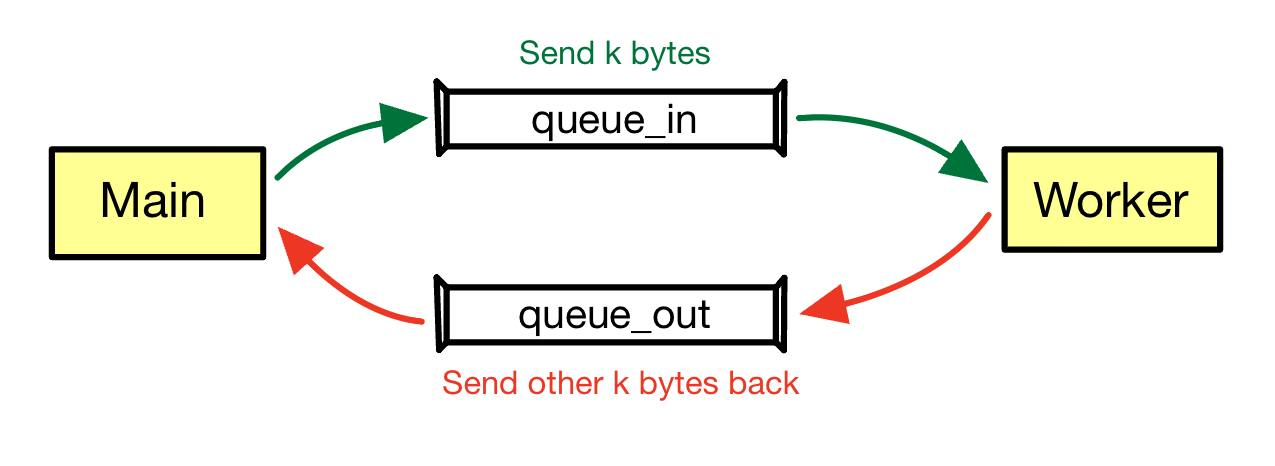 Send k bytes
queue_in
Main
Worker
queue_out
Send other k bytes back